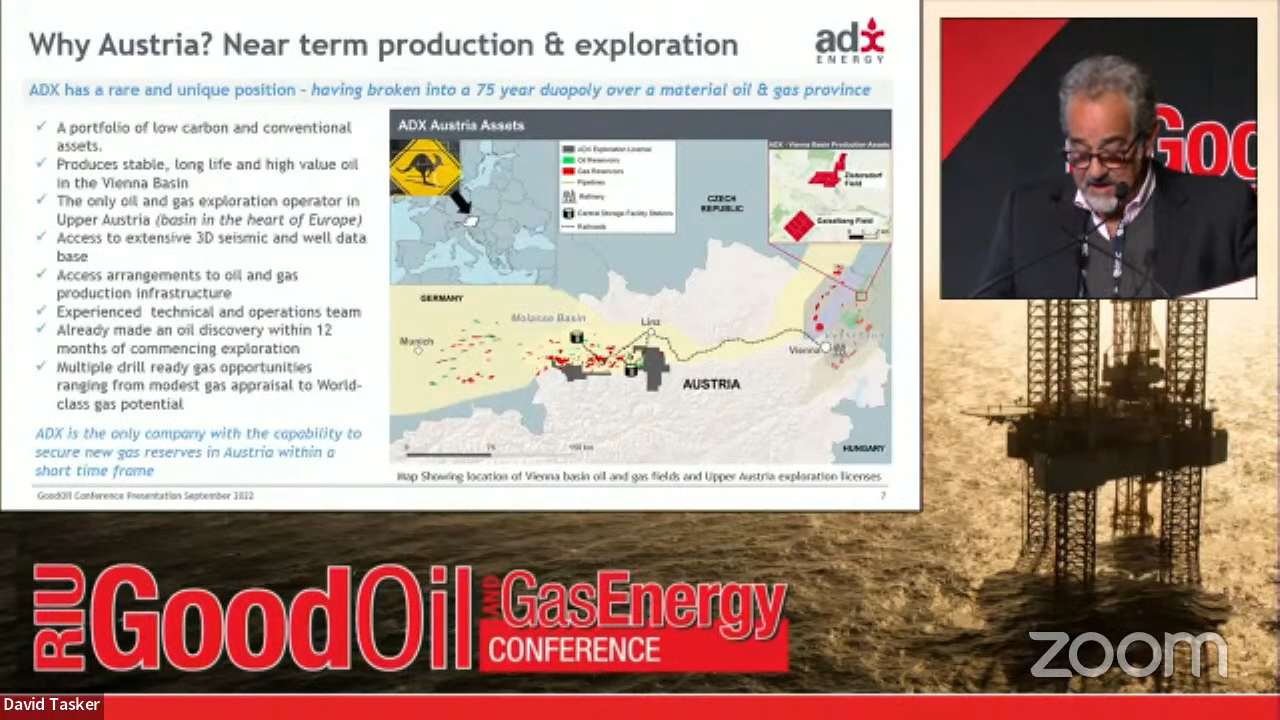 Why Austria? Near term production & exploration
adx
ENERGY
ADX has a rare and unique position - having broken into a 75 year duopoly over a material oil & gas province
✓ A portfolio of low carbon and conventional
assets.
✓ Produces stable, long life and high value oil
in the Vienna Basin
✓ The only oil and gas exploration operator in
Upper Austria (basin in the heart of Europe)
✓ Access to extensive 3D seismic and well data
base
✓ Access arrangements to oil and gas
production infrastructure
✓ Experienced technical and operations team
✓ Already made an oil discovery within 12
months of commencing exploration
✓ Multiple drill ready gas opportunities
ranging from modest gas appraisal to World-
class gas potential
ADX is the only company with the capability to
secure new gas reserves in Austria within a
short time frame
ADX Austria Assets
ADX Exploration License
Oil Reservoirs
Gas Reservoirs
Pipelines
Refinery
Central Storage Facility Stations
Railroads
ADX - Vienna Basin Production Assets
Zistersdorf
Field
Gaiselberg Field
CZECH
REPUBLIC
GERMANY
Molasse Basin
Munich
Linz
Vienna
AUSTRIA
HUNGARY
Map Showing location of Vienna basin oil and gas fields and Upper Austria exploration licenses
GoodOil Conference Presentation September 2022
7
Goo
RIU GoodOil AND GasEnergy
CONFERENCE
zoom
David Tasker